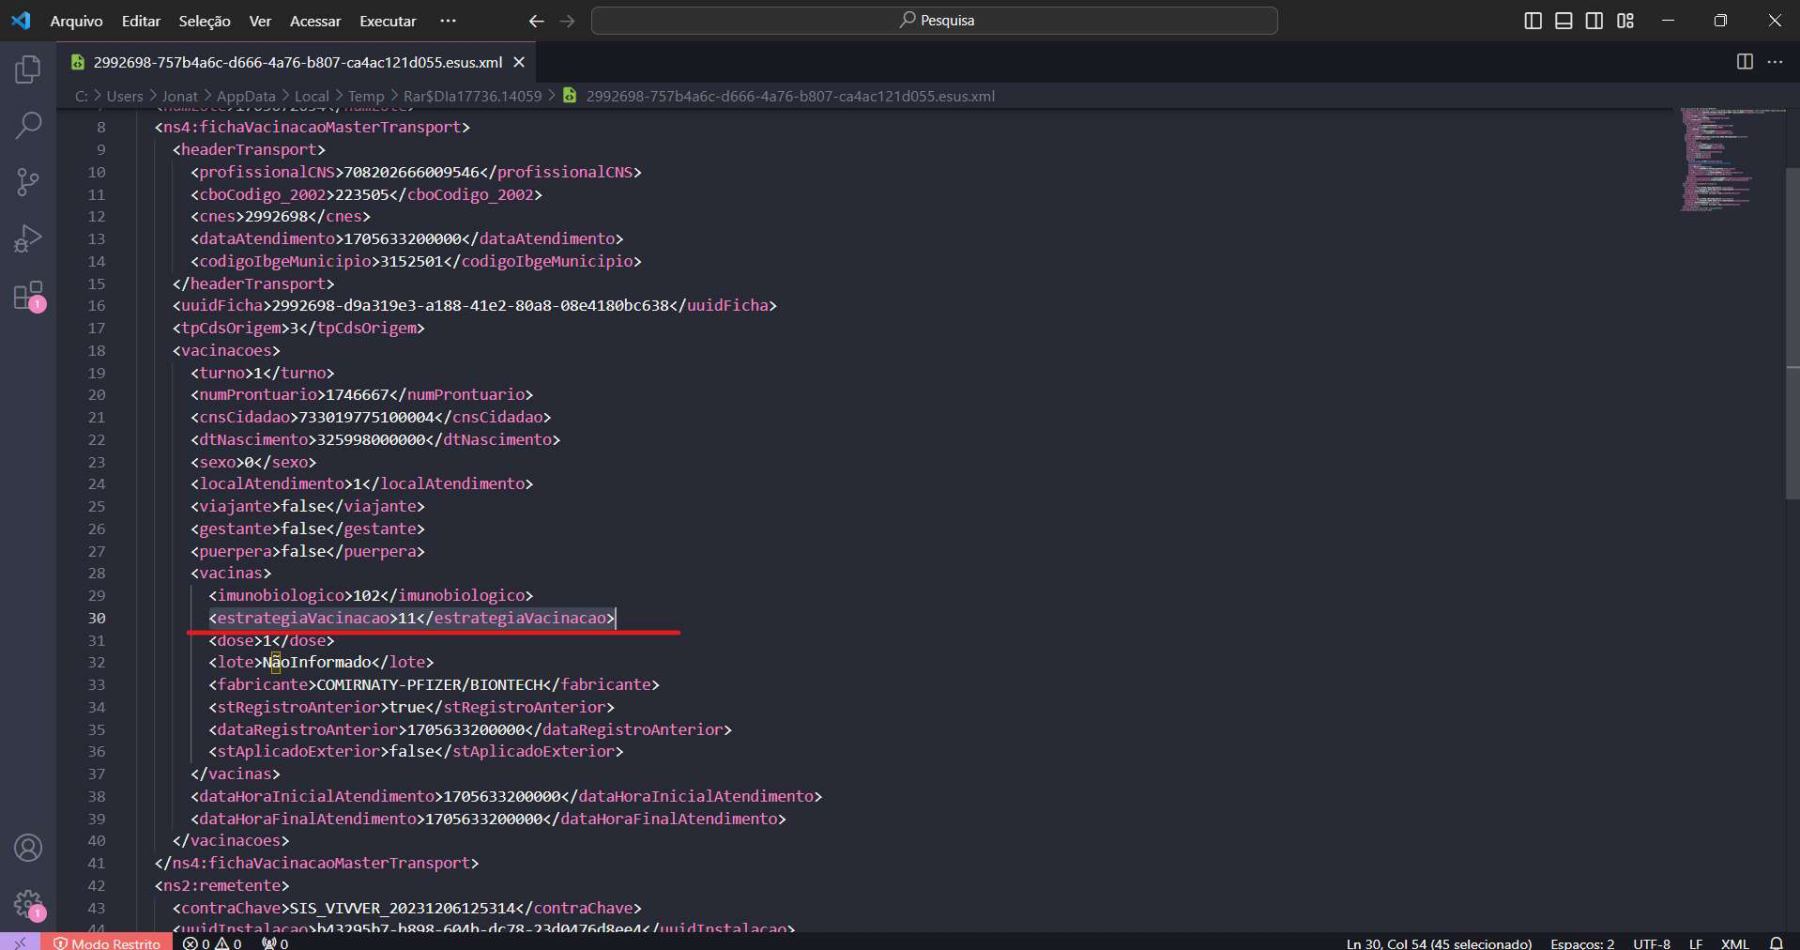 Arquivo Editar Seleção Ver Acessar Executar ··· Pesquisa
2992698-757b4a6c-d666-4a76-b807-ca4ac121d055.esus.xml
C: > Users > Jonat > AppData > Local > Temp > Rar$DIa17736.14059 > 2992698-757b4a6c-d666-4a76-b807-ca4ac121d055.esus.xml
8 <ns4:fichaVacinacaoMasterTransport>
9 <headerTransport>
10 <profissionalCNS>708202666009546</profissionalCNS>
11 <cboCodigo_2002>223505</cboCodigo_2002>
12 <cnes>2992698</cnes>
13 <dataAtendimento>1705633200000</dataAtendimento>
14 <codigoIbgeMunicipio>3152501</codigoIbgeMunicipio>
15 </headerTransport>
16 <uuidFicha>2992698-d9a319e3-a188-41e2-80a8-08e4180bc638</uuidFicha>
17 <tpCdsOrigem>3</tpCdsOrigem>
18 <vacinacoes>
19 <turno>1</turno>
20 <numProntuario>1746667</numProntuario>
21 <cnsCidadao>733019775100004</cnsCidadao>
22 <dtNascimento>325998000000</dtNascimento>
23 <sexo>0</sexo>
24 <localAtendimento>1</localAtendimento>
25 <viajante>false</viajante>
26 <gestante>false</gestante>
27 <puerpera>false</puerpera>
28 <vacinas>
29 <imunobiologico>102</imunobiologico>
30 <estrategiaVacinacao>11</estrategiaVacinacao>
31 <dose>1</dose>
32 <lote>NãoInformado</lote>
33 <fabricante>COMIRNATY-PFIZER/BIONTECH</fabricante>
34 <stRegistroAnterior>true</stRegistroAnterior>
35 <dataRegistroAnterior>1705633200000</dataRegistroAnterior>
36 <stAplicadoExterior>false</stAplicadoExterior>
37 </vacinas>
38 <dataHoraInicialAtendimento>1705633200000</dataHoraInicialAtendimento>
39 <dataHoraFinalAtendimento>1705633200000</dataHoraFinalAtendimento>
40 </vacinacoes>
41 </ns4:fichaVacinacaoMasterTransport>
42 <ns2:remetente>
43 <contraChave>SIS_VIVVER_20231206125314</contraChave>
44 <uuidInstalacao>b43295b7-b898-604b-dc78-23d0476d8ee4</uuidInstalacao>
Modo Restrito 0 0 0 Ln 30, Col 54 (45 selecionado) Espaços: 2 UTF-8 LF XML